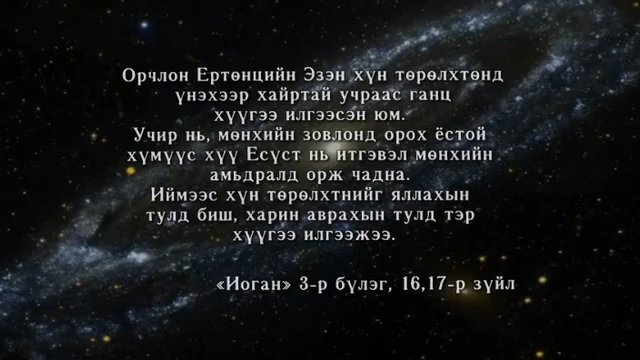 Орчлон Ертөнцийн Эзэн хүн төрөлхтөнд
үнэхээр хайртай учраас ганц
хүүгээ илгээсэн юм.
Учир нь, мөнхийн зовлонд орох ёстой
хүмүүс хүү Есүст нь итгэвэл мөнхийн
амьдралд орж чадна.
Иймээс хүн төрөлхтнийг яллахын
тулд биш, харин аврахын тулд тэр
хүүгээ илгээжээ.
«Иоган» 3-р бүлэг, 16,17-р зүйл